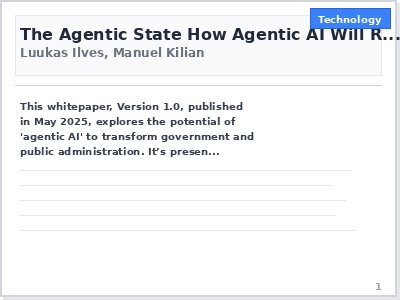 Technology
The Agentic State How Agentic AI Will R...
Luukas Ilves, Manuel Kilian
This whitepaper, Version 1.0, published
in May 2025, explores the potential of
'agentic AI' to transform government and
public administration. It’s presen...
1